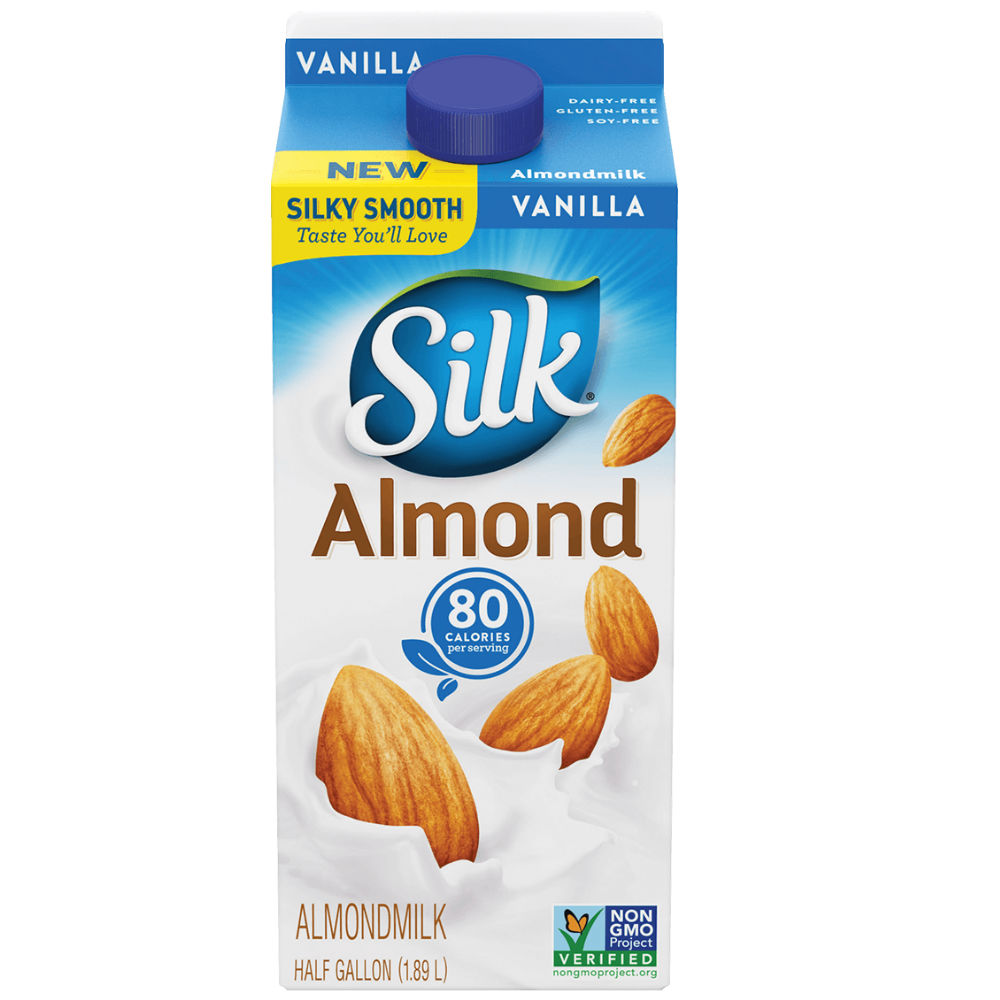 VANILLA
DAIRY-FREE
GLUTEN-FREE
SOY-FREE
NEW
SILKY SMOOTH
Taste You'll Love
Almondmilk
VANILLA
Silk®
Almond
80
CALORIES
per serving
ALMONDMILK
HALF GALLON (1.89 L)
NON
GMO
Project
VERIFIED
nongmoproject.org